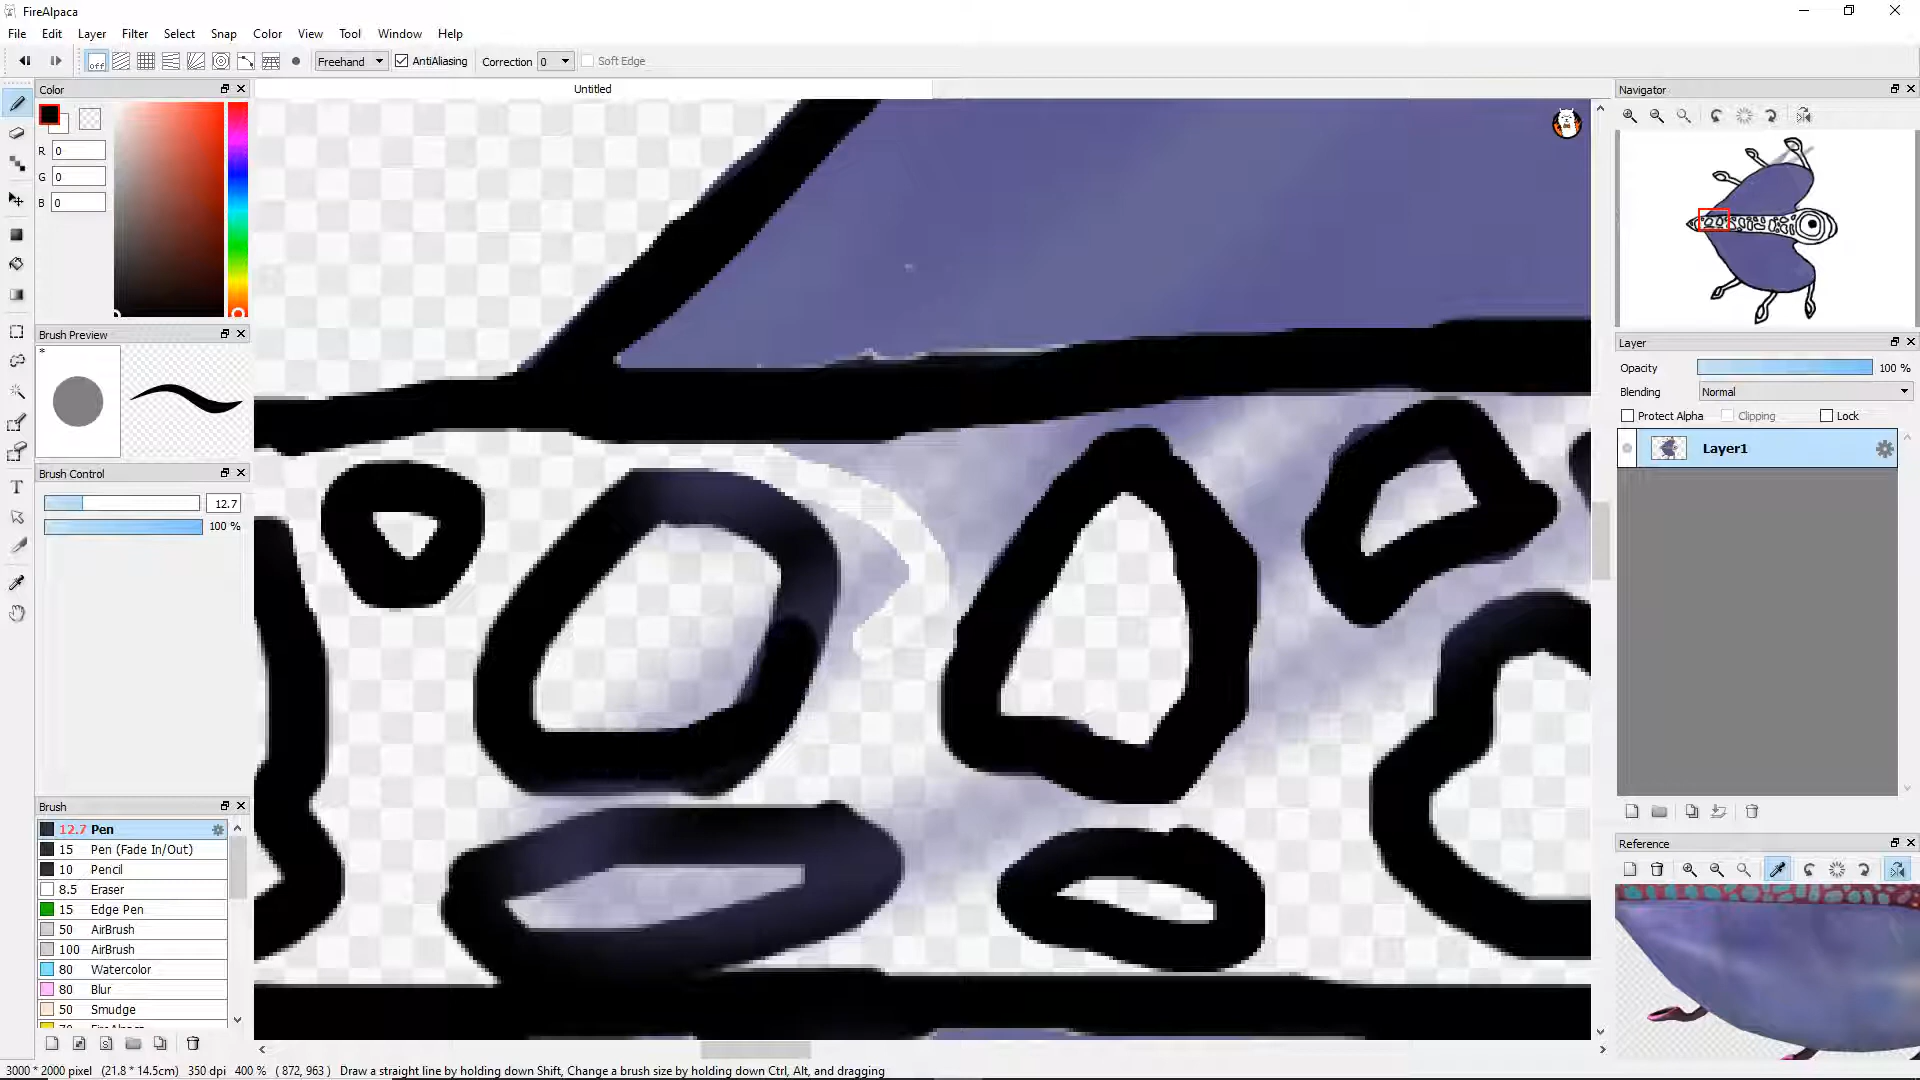 FireAlpaca
File Edit Layer Filter Select Snap Color View Tool Window Help
off Freehand AntiAliasing Correction 0 Soft Edge
Color
Untitled
Navigator
R 0
G 0
B 0
Brush Preview
*
Layer
Opacity 100 %
Blending Normal
Protect Alpha Clipping Lock
Layer1
Brush Control
12.7
100 %
Brush
12.7 Pen
15 Pen (Fade In/Out)
10 Pencil
8.5 Eraser
15 Edge Pen
50 AirBrush
100 AirBrush
80 Watercolor
80 Blur
50 Smudge
Reference
3000 * 2000 pixel (21.8 * 14.5cm) 350 dpi 400 % ( 872, 963 ) Draw a straight line by holding down Shift, Change a brush size by holding down Ctrl, Alt, and dragging